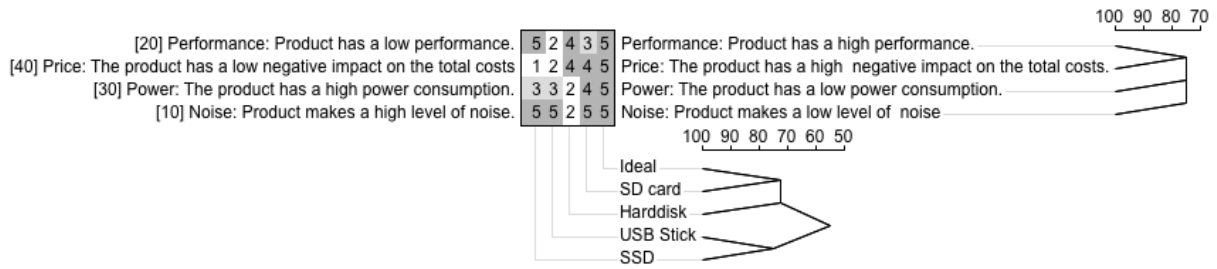 100 90 80 70
[20] Performance: Product has a low performance. 5 2 4 3 5 Performance: Product has a high performance.
[40] Price: The product has a low negative impact on the total costs 1 2 4 4 5 Price: The product has a high negative impact on the total costs.
[30] Power: The product has a high power consumption. 3 3 2 4 5 Power: The product has a low power consumption.
[10] Noise: Product makes a high level of noise. 5 5 2 5 5 Noise: Product makes a low level of noise
100 90 80 70 60 50
Ideal
SD card
Harddisk
USB Stick
SSD